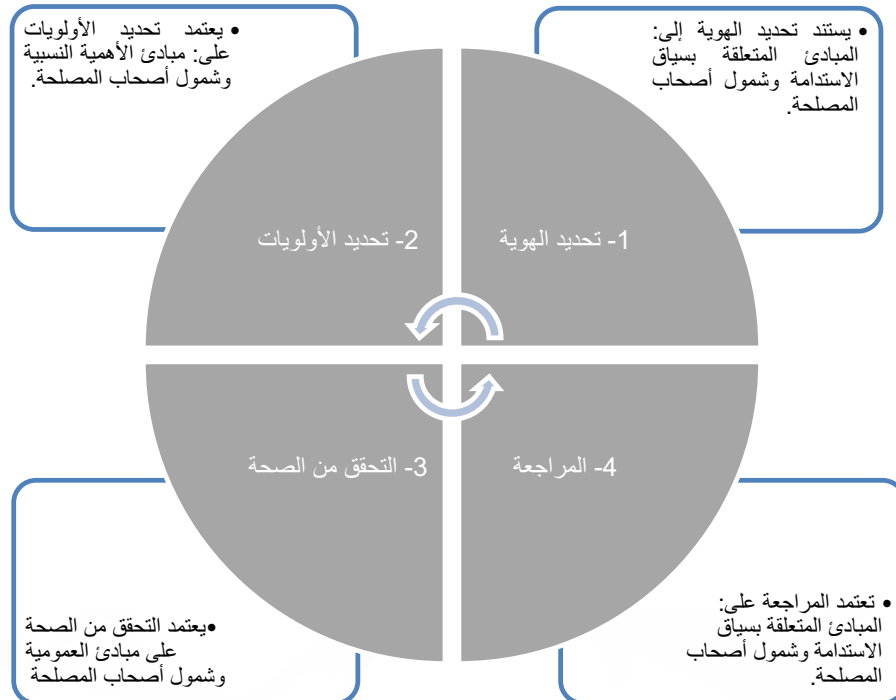 • يستند تحديد الهوية إلى:
المبادئ المتعلقة بسياق
الاستدامة وشمول أصحاب
المصلحة.
• يعتمد تحديد الأولويات
على: مبادئ الأهمية النسبية
وشمول أصحاب المصلحة.
1- تحديد الهوية
2- تحديد الأولويات
3- التحقق من الصحة
4- المراجعة
•يعتمد التحقق من الصحة
على مبادئ العمومية
وشمول أصحاب المصلحة
• تعتمد المراجعة على:
المبادئ المتعلقة بسياق
الاستدامة وشمول أصحاب
المصلحة.